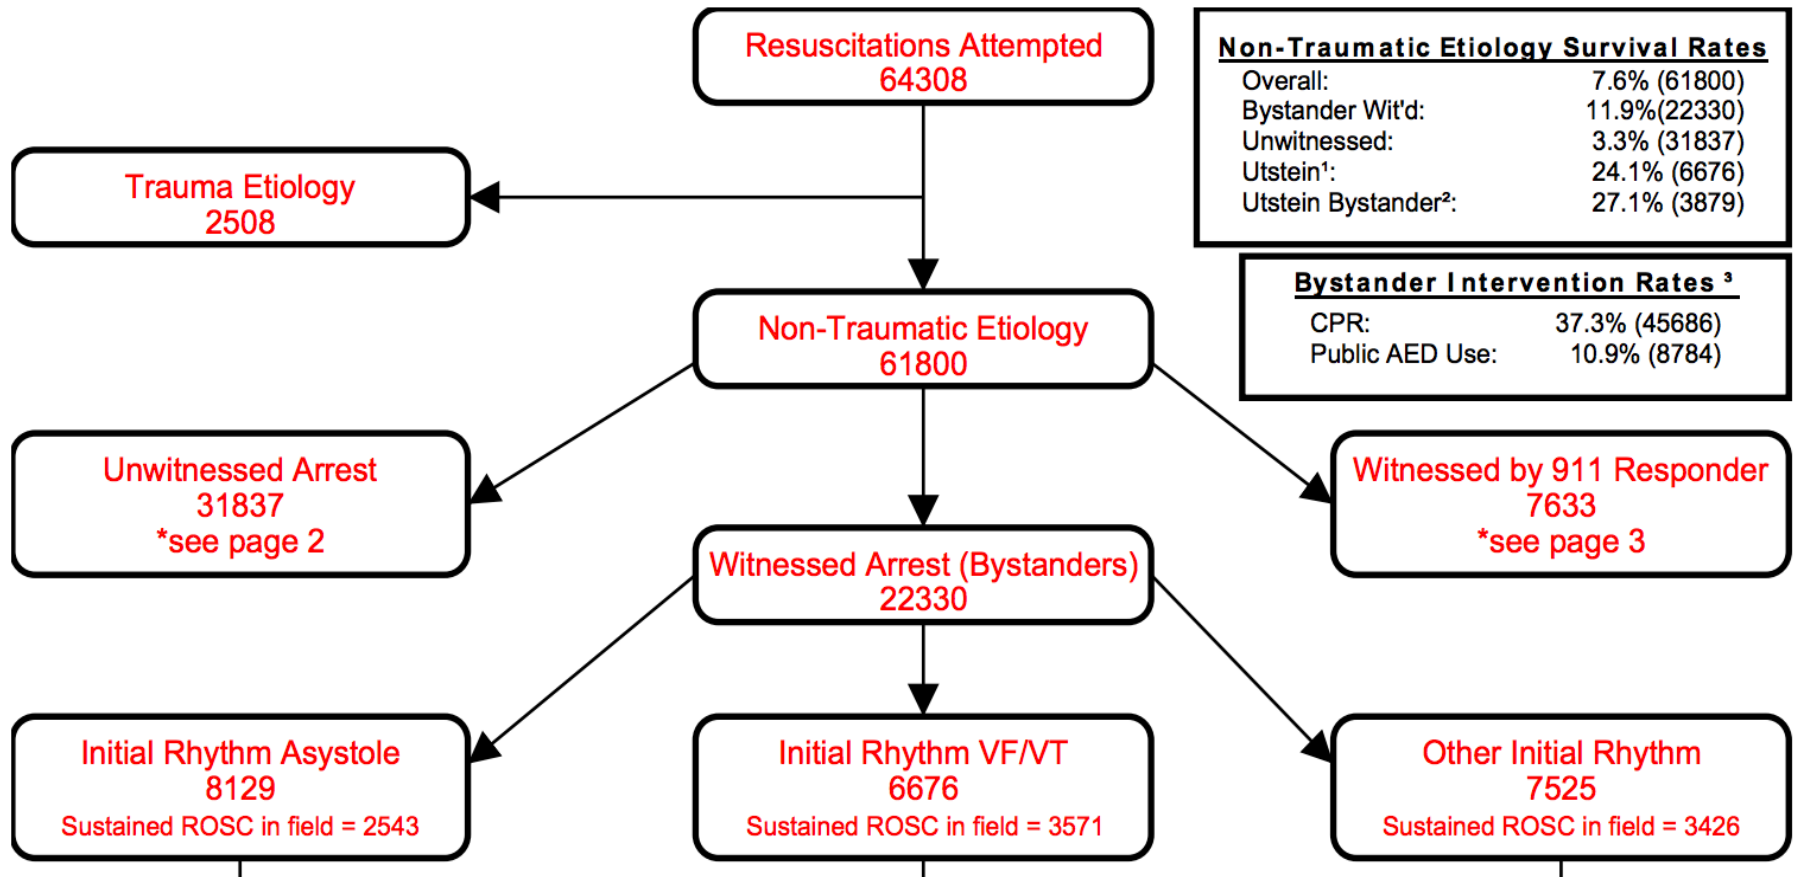 Resuscitations Attempted
64308
Non-Traumatic Etiology Survival Rates
Overall: 7.6% (61800)
Bystander Wit'd: 11.9%(22330)
Unwitnessed: 3.3% (31837)
Utstein¹: 24.1% (6676)
Utstein Bystander²: 27.1% (3879)
Trauma Etiology
2508
Bystander Intervention Rates ³
CPR: 37.3% (45686)
Public AED Use: 10.9% (8784)
Non-Traumatic Etiology
61800
Unwitnessed Arrest
31837
*see page 2
Witnessed Arrest (Bystanders)
22330
Witnessed by 911 Responder
7633
*see page 3
Initial Rhythm Asystole
8129
Sustained ROSC in field = 2543
Initial Rhythm VF/VT
6676
Sustained ROSC in field = 3571
Other Initial Rhythm
7525
Sustained ROSC in field = 3426